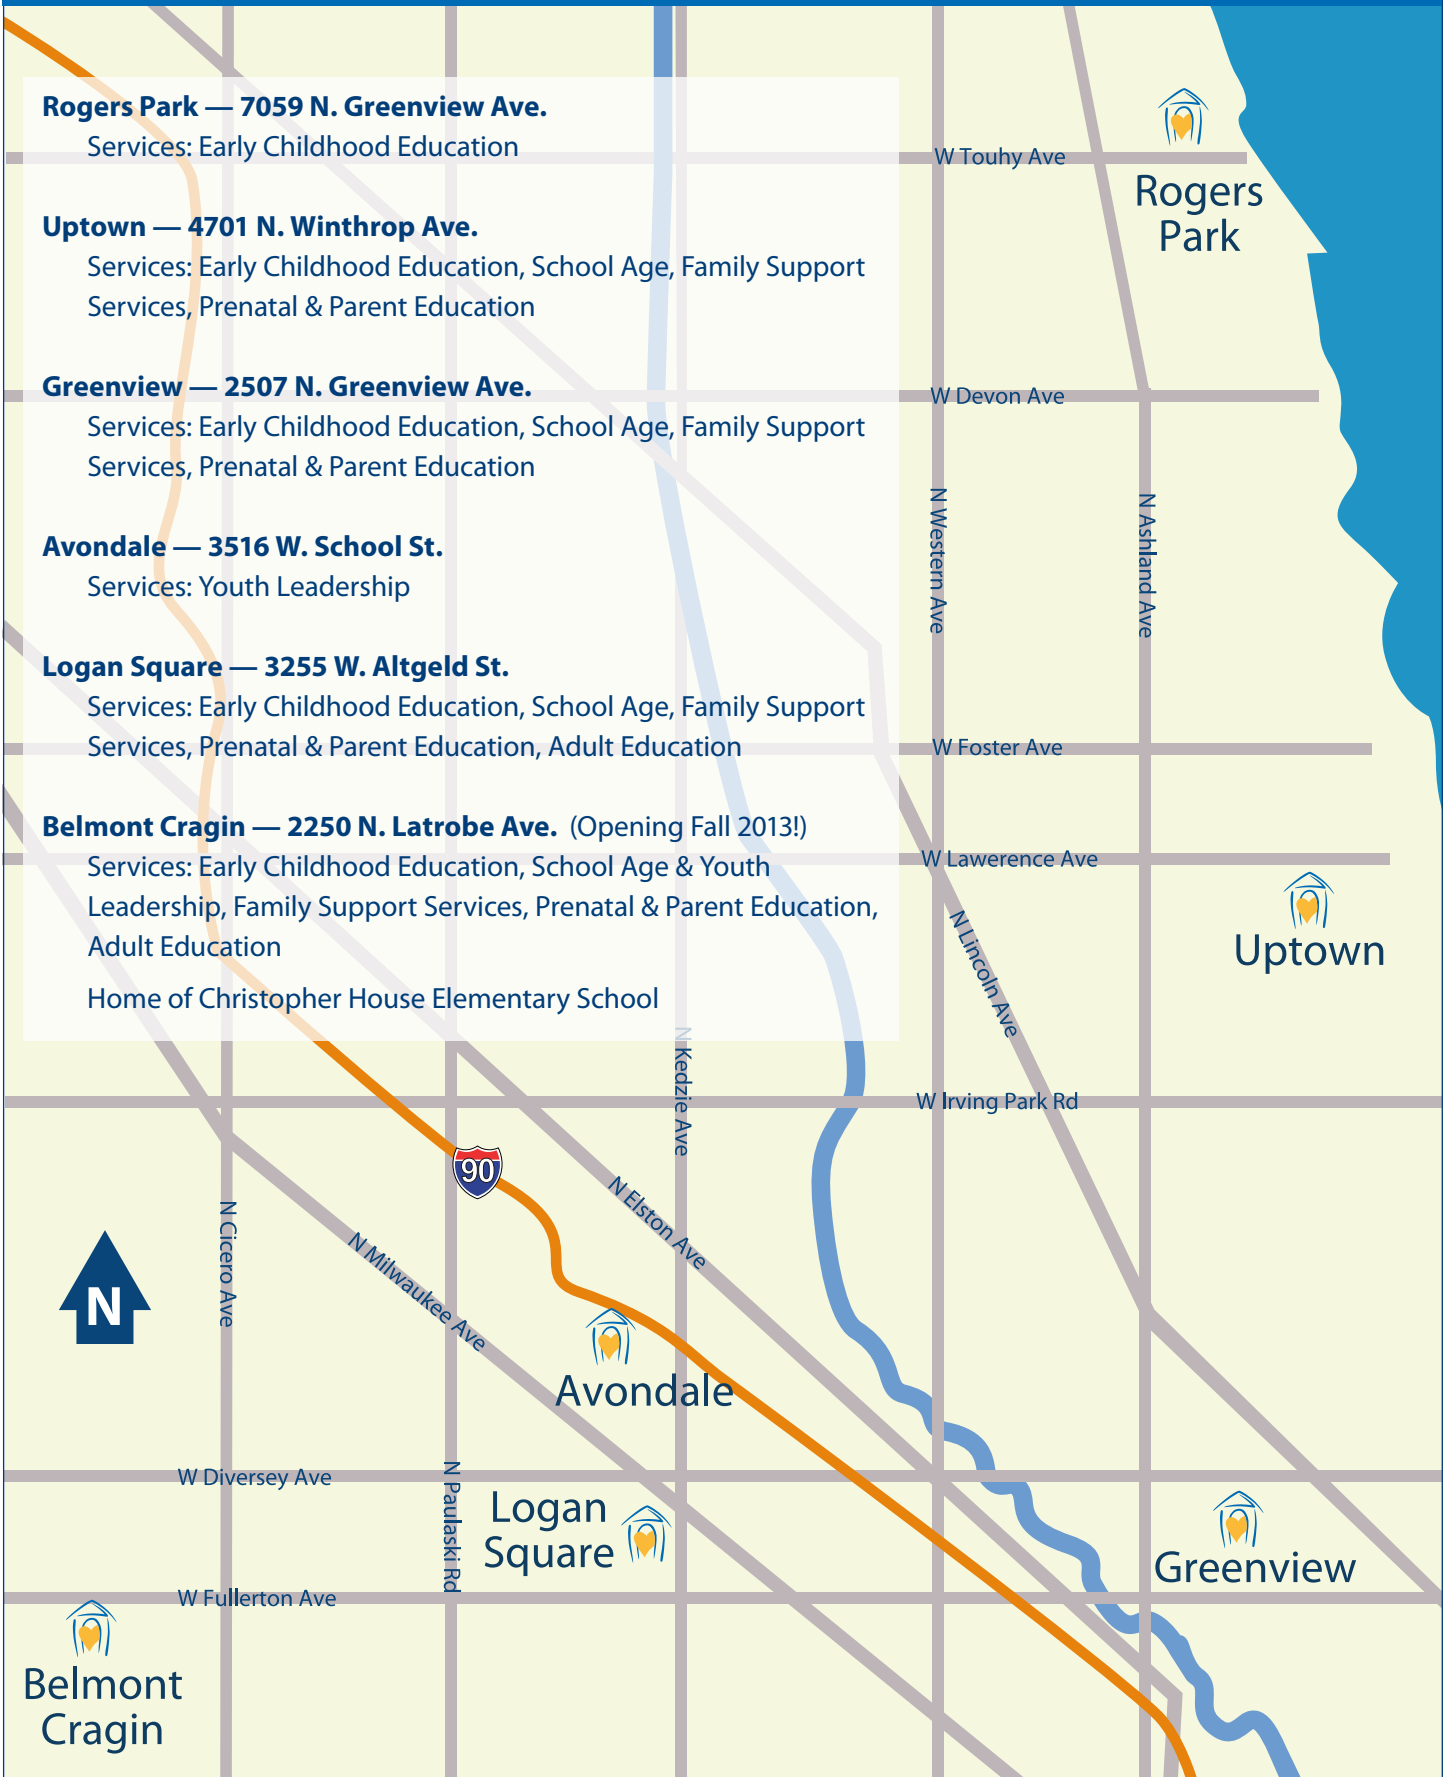 Rogers Park — 7059 N. Greenview Ave.
Services: Early Childhood Education
Uptown — 4701 N. Winthrop Ave.
Services: Early Childhood Education, School Age, Family Support
Services, Prenatal & Parent Education
Greenview — 2507 N. Greenview Ave.
Services: Early Childhood Education, School Age, Family Support
Services, Prenatal & Parent Education
Avondale — 3516 W. School St.
Services: Youth Leadership
Logan Square — 3255 W. Altgeld St.
Services: Early Childhood Education, School Age, Family Support
Services, Prenatal & Parent Education, Adult Education
Belmont Cragin — 2250 N. Latrobe Ave. (Opening Fall 2013!)
Services: Early Childhood Education, School Age & Youth
Leadership, Family Support Services, Prenatal & Parent Education,
Adult Education
Home of Christopher House Elementary School
W Touhy Ave
Rogers
Park
W Devon Ave
N Western Ave
N Ashland Ave
W Foster Ave
W Lawerence Ave
Uptown
N Lincoln Ave
N Kedzie Ave
W Irving Park Rd
90
N Elston Ave
N Cicero Ave
N Milwaukee Ave
N
Avondale
W Diversey Ave
N Paulaski Rd
Logan
Square
Greenview
W Fullerton Ave
Belmont
Cragin